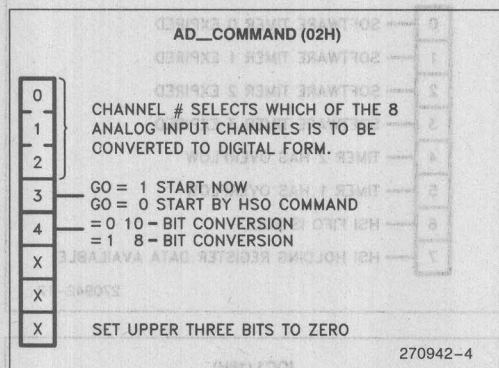 AD_COMMAND (02H)
0
1
2
CHANNEL # SELECTS WHICH OF THE 8
ANALOG INPUT CHANNELS IS TO BE
CONVERTED TO DIGITAL FORM.
3
GO = 1 START NOW
GO = 0 START BY HSO COMMAND
4
= 0 10 - BIT CONVERSION
= 1 8 - BIT CONVERSION
X
X
X
SET UPPER THREE BITS TO ZERO
270942-4